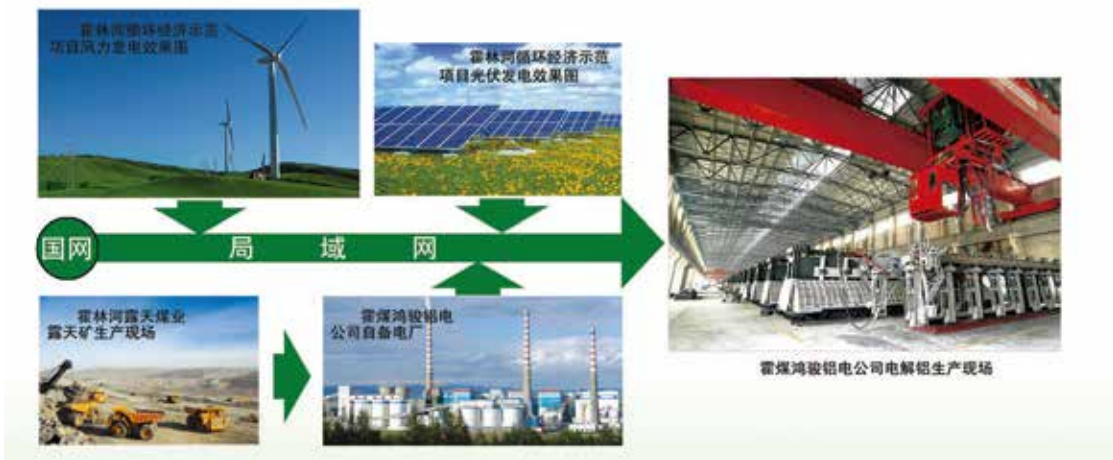 霍林河循环经济示范
项目风力发电效果图
霍林河循环经济示范
项目光伏发电效果图
国网
局域网
霍林河露天煤业
露天矿生产现场
霍煤鸿骏铝电
公司自备电厂
霍煤鸿骏铝电公司电解铝生产现场